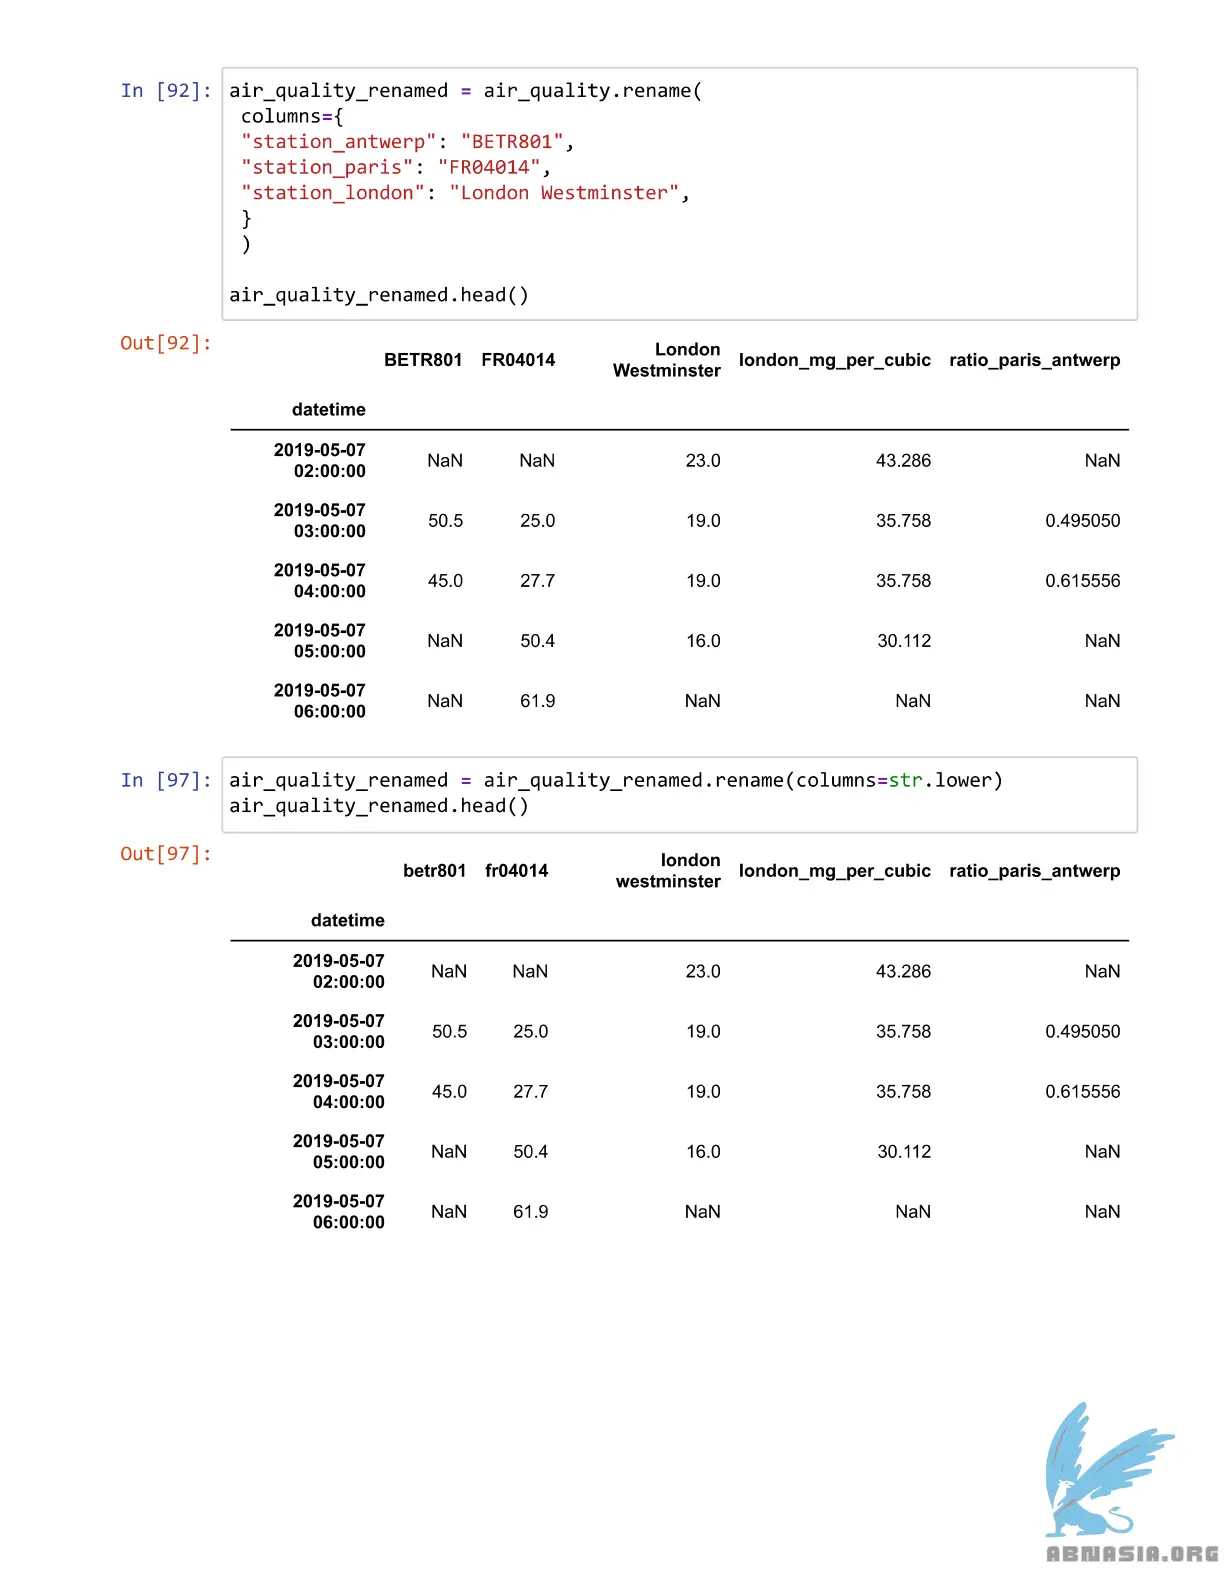 In [92]: air_quality_renamed = air_quality.rename(
columns={
"station_antwerp": "BETR801",
"station_paris": "FR04014",
"station_london": "London Westminster",
}
)
air_quality_renamed.head()
Out[92]:
BETR801 FR04014 London Westminster london_mg_per_cubic ratio_paris_antwerp
datetime
2019-05-07 02:00:00 NaN NaN 23.0 43.286 NaN
2019-05-07 03:00:00 50.5 25.0 19.0 35.758 0.495050
2019-05-07 04:00:00 45.0 27.7 19.0 35.758 0.615556
2019-05-07 05:00:00 NaN 50.4 16.0 30.112 NaN
2019-05-07 06:00:00 NaN 61.9 NaN NaN NaN
In [97]: air_quality_renamed = air_quality_renamed.rename(columns=str.lower)
air_quality_renamed.head()
Out[97]:
betr801 fr04014 london westminster london_mg_per_cubic ratio_paris_antwerp
datetime
2019-05-07 02:00:00 NaN NaN 23.0 43.286 NaN
2019-05-07 03:00:00 50.5 25.0 19.0 35.758 0.495050
2019-05-07 04:00:00 45.0 27.7 19.0 35.758 0.615556
2019-05-07 05:00:00 NaN 50.4 16.0 30.112 NaN
2019-05-07 06:00:00 NaN 61.9 NaN NaN NaN
ABNASIA.ORG